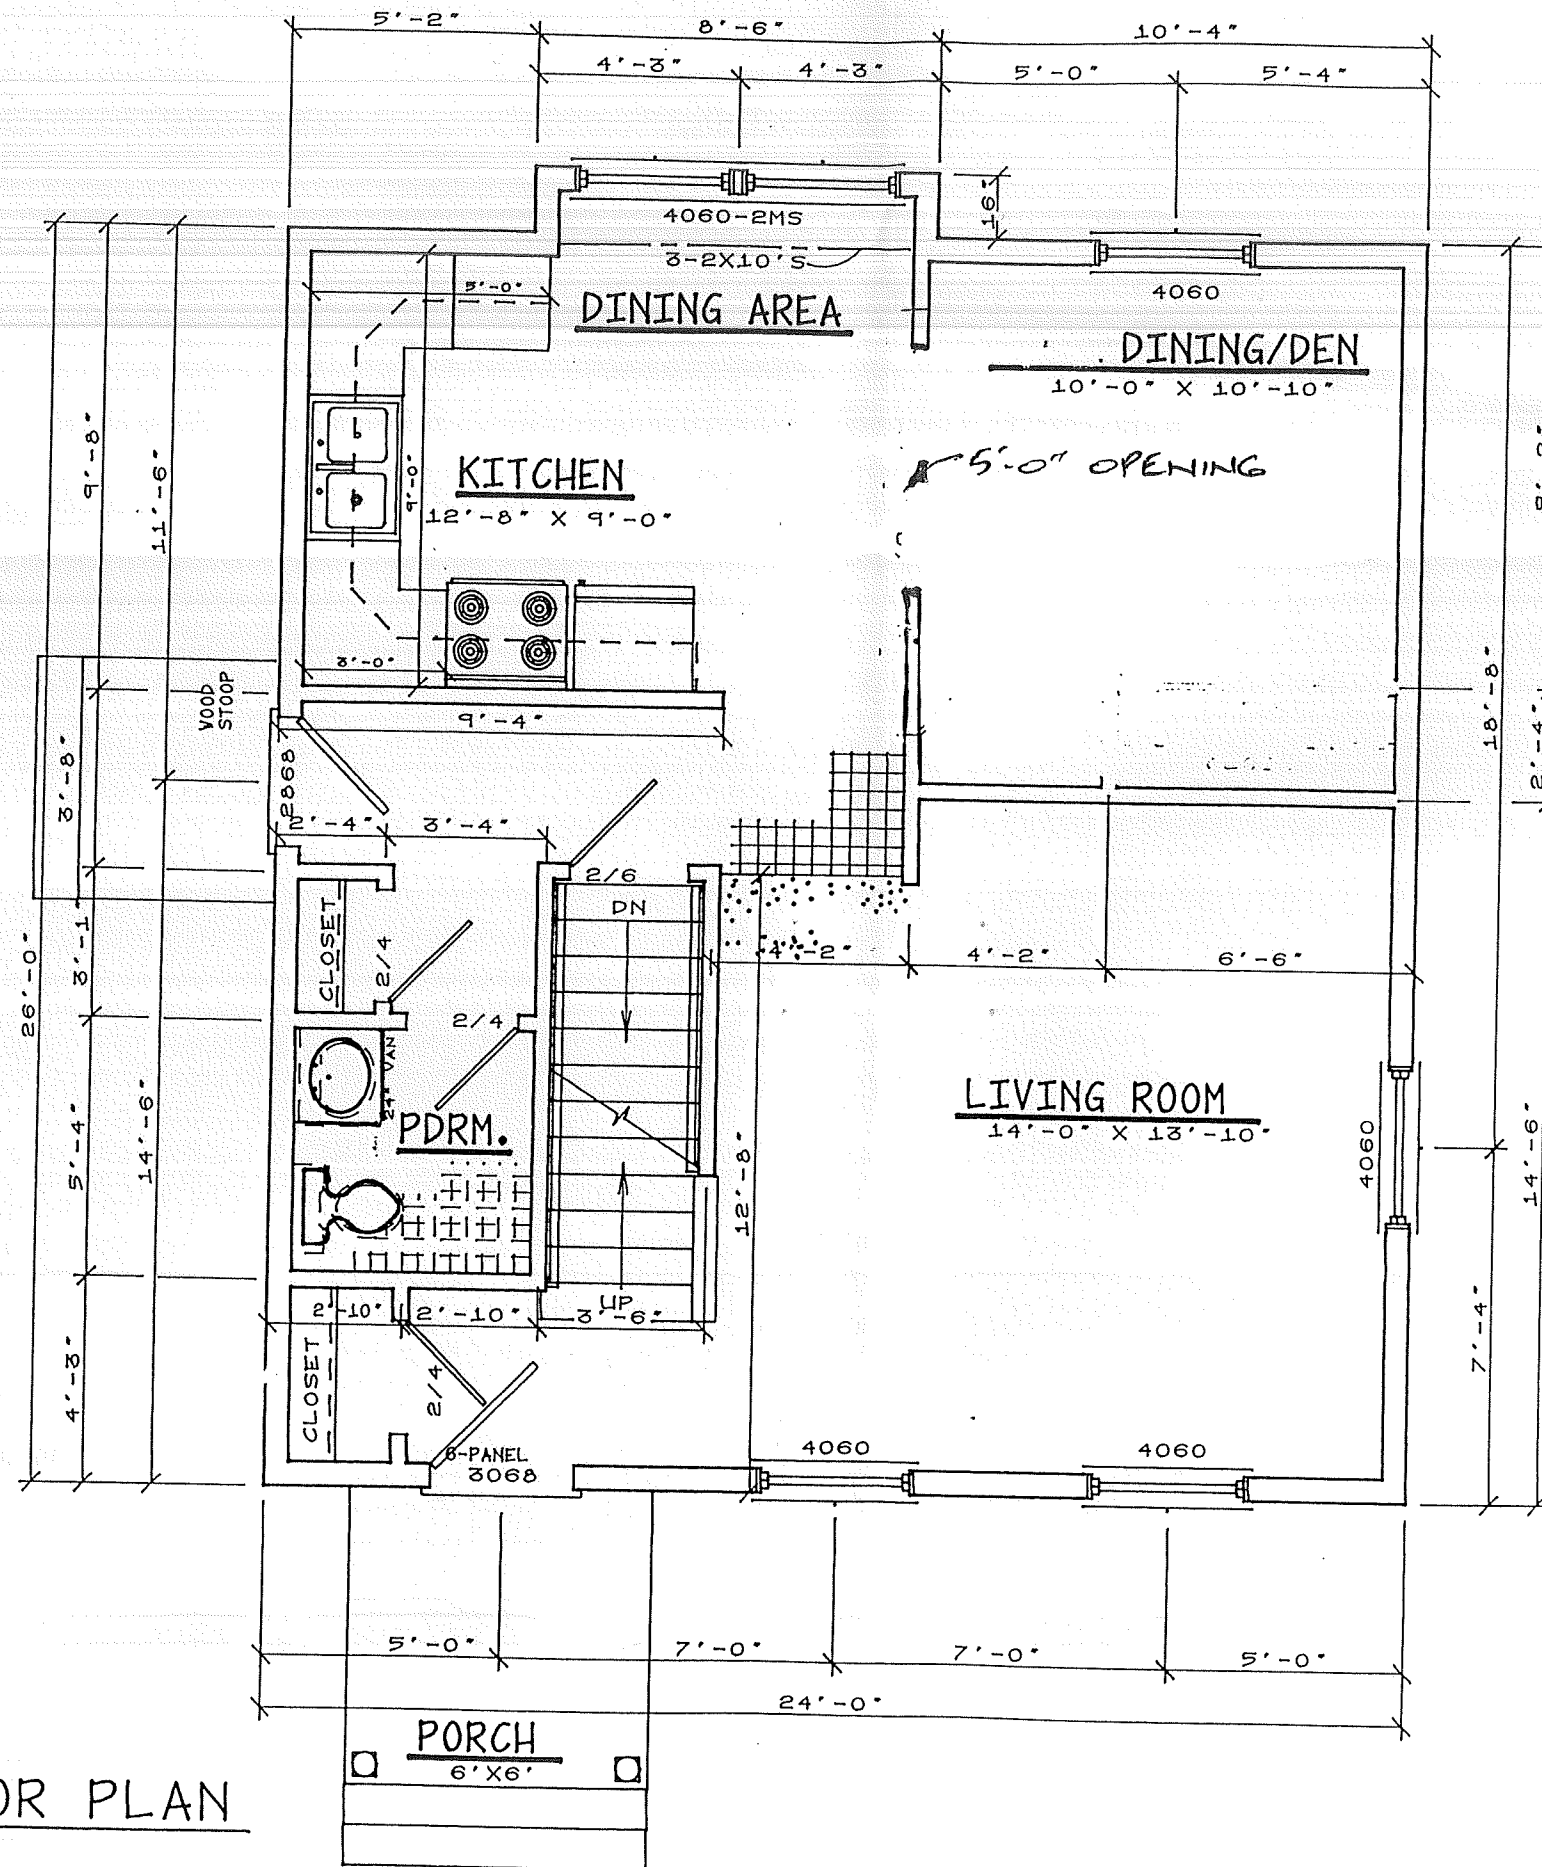 5'-2"
8'-6"
10'-4"
4'-3"
4'-3"
5'-0"
5'-4"
4060-2MS
16"
3-2X10'S
5'-0"
DINING AREA
4060
DINING/DEN
10'-0" X 10'-10"
9'-8"
11'-6"
KITCHEN
12'-8" X 9'-0"
9'-0"
5'-0" OPENING
3'-0"
WOOD
STOOP
9'-4"
18'-8"
2'-4"
3'-8"
2868
2'-4"
3'-4"
2/6
DN
CLOSET
2/4
3'-1"
26'-0"
4'-2"
4'-2"
6'-6"
2/4
24" VAN
PDRM.
LIVING ROOM
14'-0" X 13'-10"
4060
5'-4"
14'-6"
12'-8"
14'-6"
UP
2'-10"
2'-10"
3'-6"
7'-4"
4'-3"
CLOSET
2/4
6-PANEL
3068
4060
4060
5'-0"
7'-0"
7'-0"
5'-0"
24'-0"
PORCH
6'X6'
OR PLAN